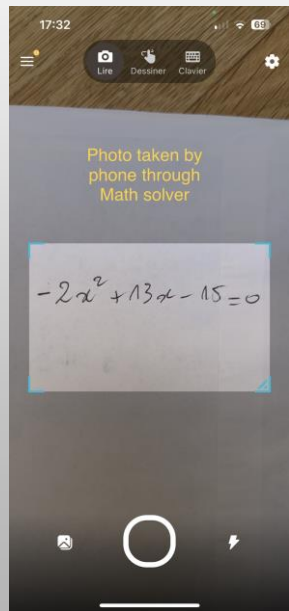 17:32
69
Lire Dessiner Clavier
Photo taken by
phone through
Math solver
-2x² + 13x - 15 = 0